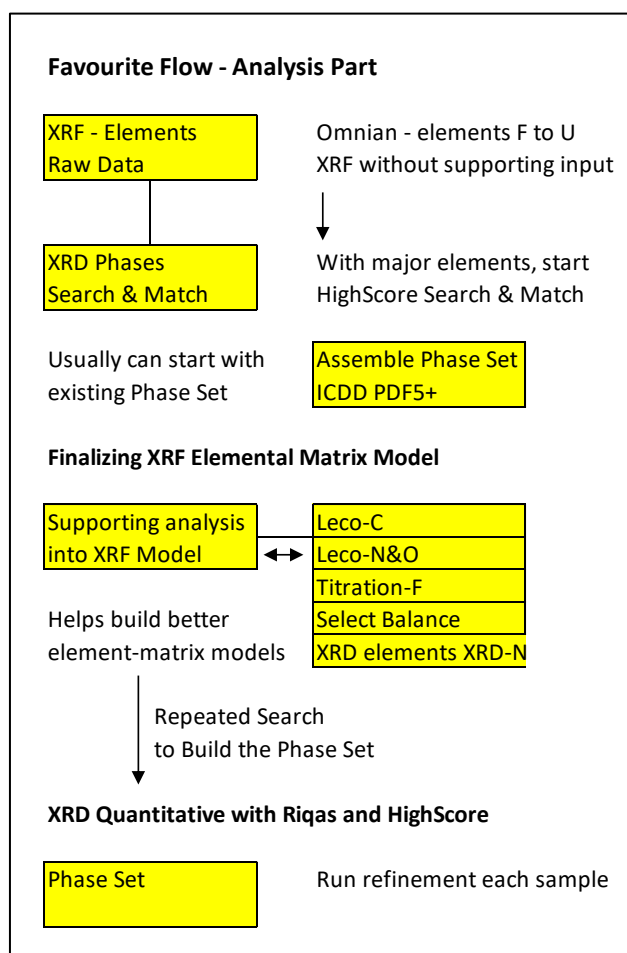 Favourite Flow - Analysis Part
XRF - Elements
Raw Data
Omnian - elements F to U
XRF without supporting input
XRD Phases
Search & Match
With major elements, start
HighScore Search & Match
Usually can start with
existing Phase Set
Assemble Phase Set
ICDD PDF5+
Finalizing XRF Elemental Matrix Model
Supporting analysis
into XRF Model
Leco-C
Leco-N&O
Titration-F
Select Balance
XRD elements XRD-N
Helps build better
element-matrix models
Repeated Search
to Build the Phase Set
XRD Quantitative with Riqas and HighScore
Phase Set
Run refinement each sample